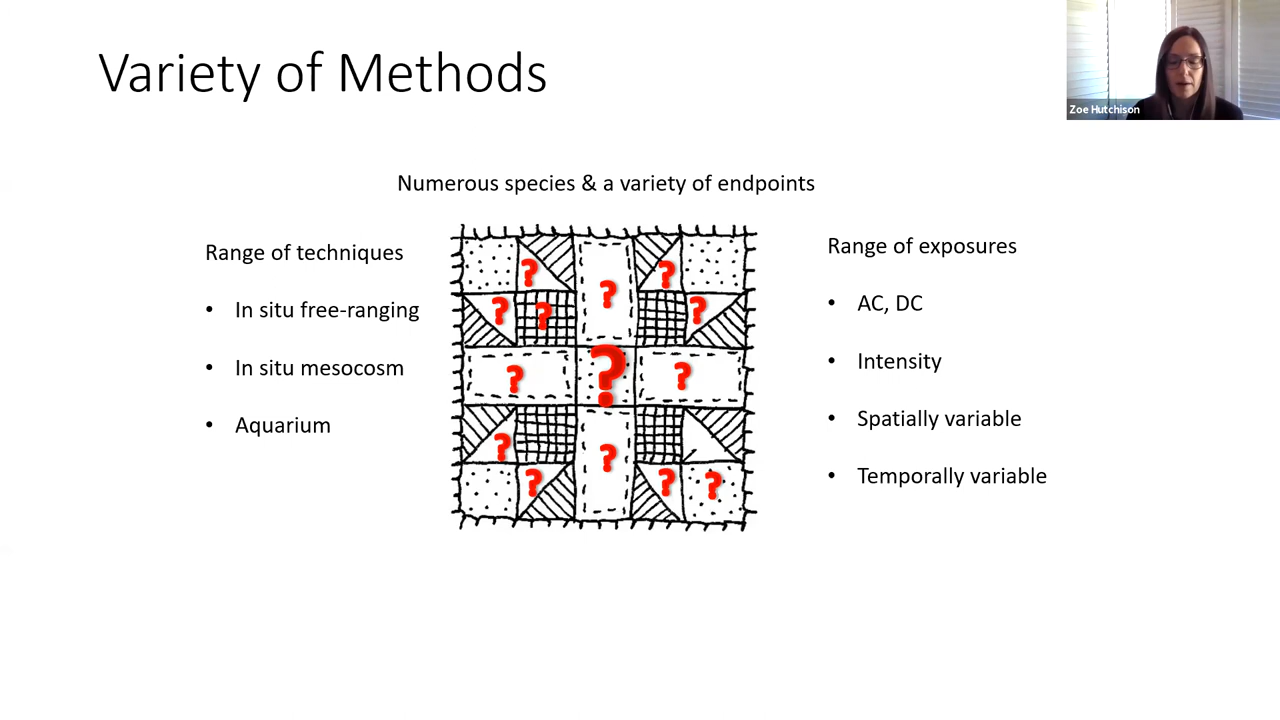 Variety of Methods
Zoe Hutchison
Numerous species & a variety of endpoints
Range of techniques
• In situ free-ranging
• In situ mesocosm
• Aquarium
? ? ?
? ? ?
? ? ?
? ?
? ? ?
Range of exposures
• AC, DC
• Intensity
• Spatially variable
• Temporally variable